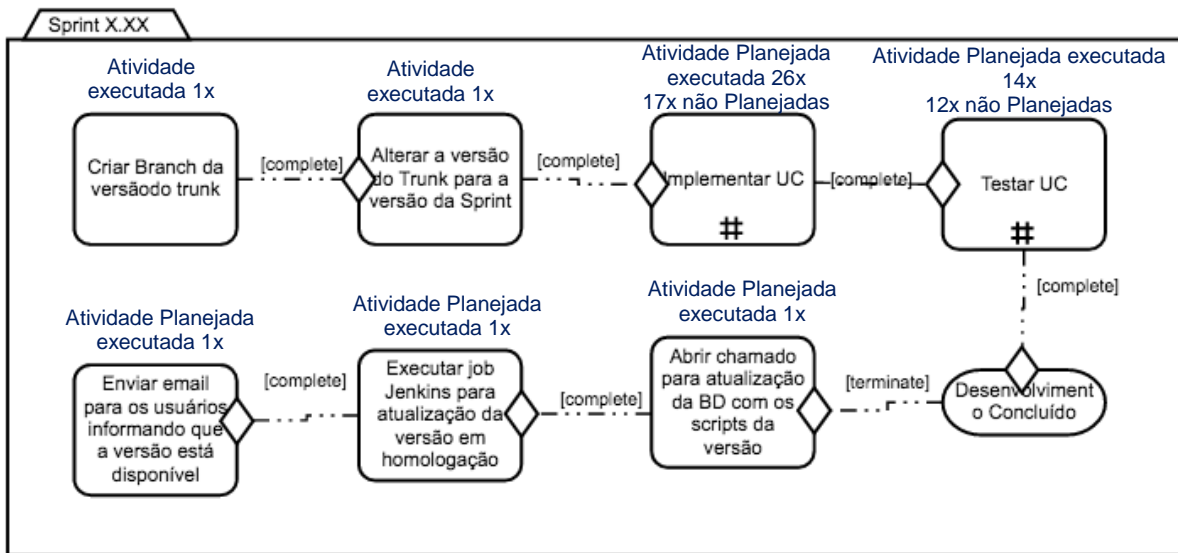 Sprint X.XX
Atividade
executada 1x
Atividade
executada 1x
Atividade Planejada
executada 26x
17x não Planejadas
Atividade Planejada executada
14x
12x não Planejadas
Criar Branch da
versãodo trunk
[complete]
Alterar a versão
do Trunk para a
versão da Sprint
[complete]
Implementar UC
[complete]
Testar UC
[complete]
Atividade Planejada
executada 1x
Atividade Planejada
executada 1x
Atividade Planejada
executada 1x
Enviar email
para os usuários
informando que
a versão está
disponível
[complete]
Executar job
Jenkins para
atualização da
versão em
homologação
[complete]
Abrir chamado
para atualização
da BD com os
scripts da
versão
[terminate]
Desenvolviment
o Concluído